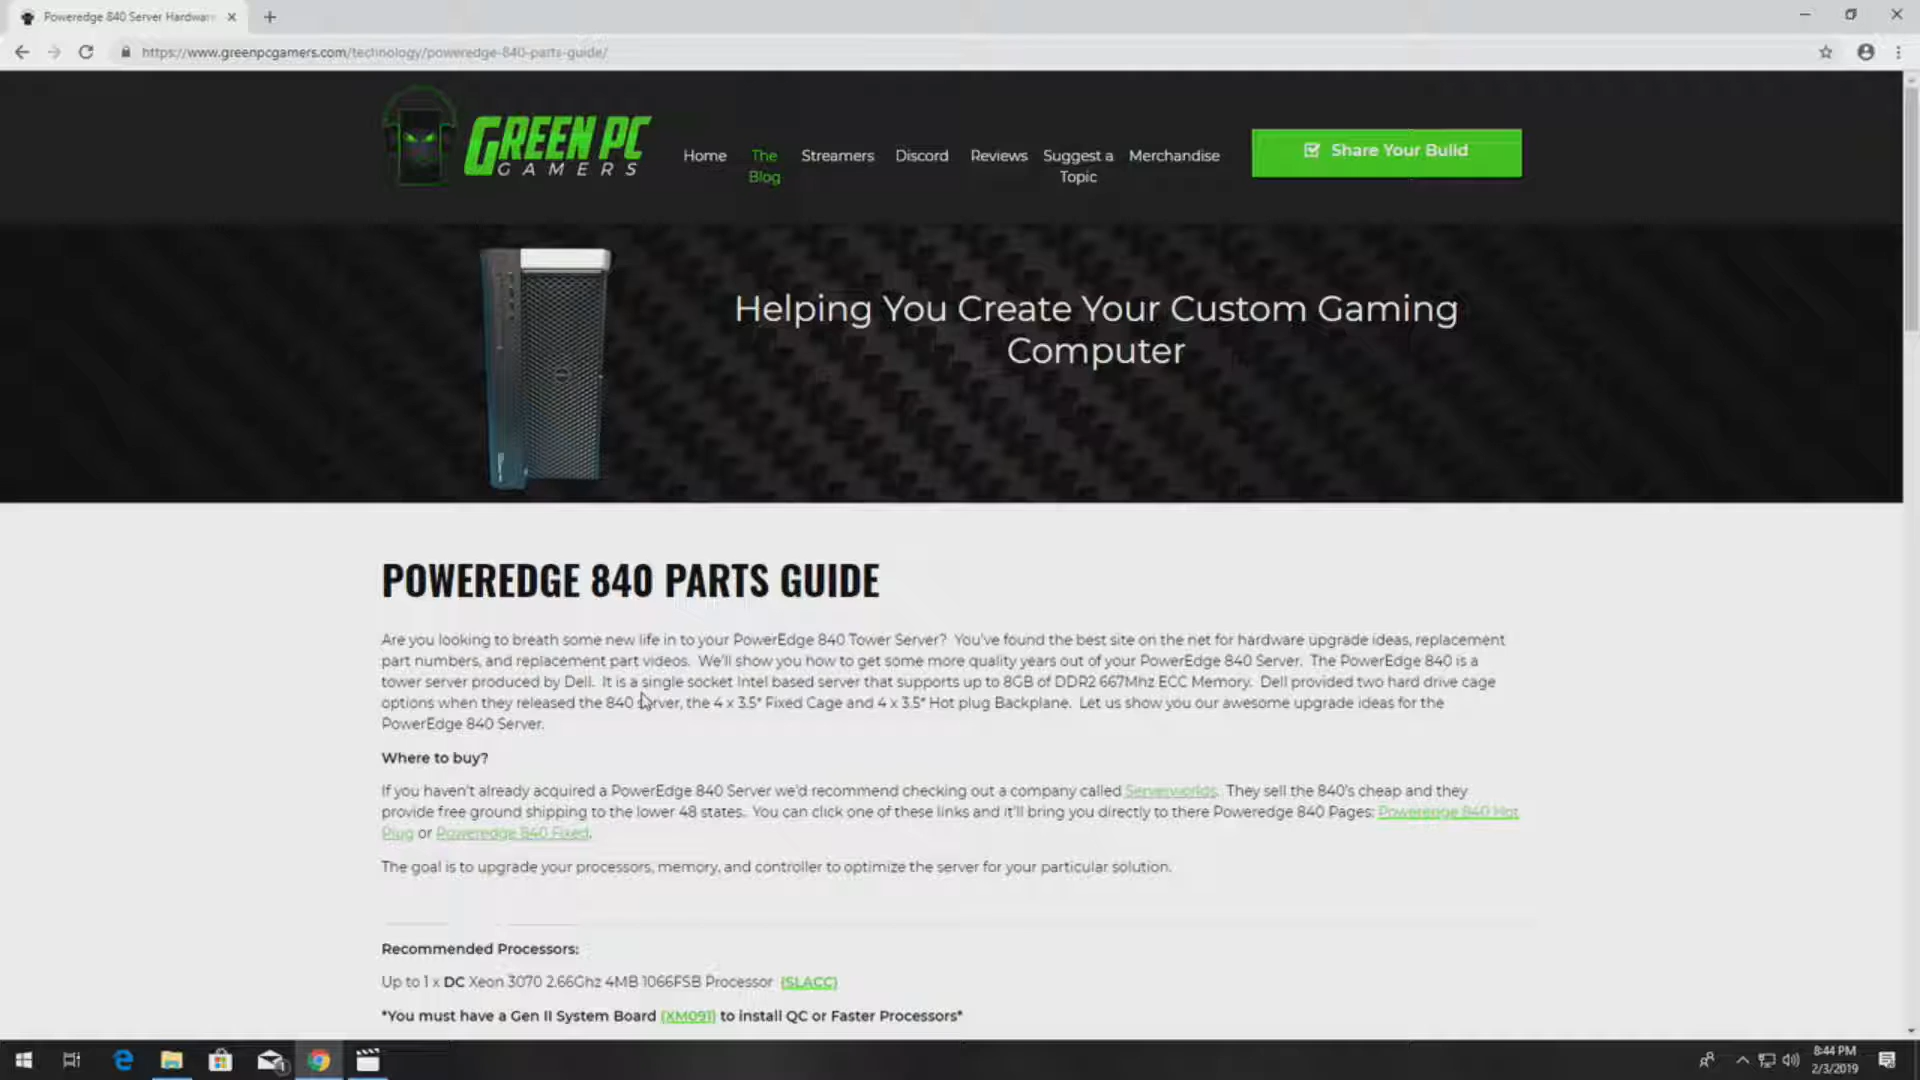 Poweredge 840 Server Hardwar
https://www.greenpcgamers.com/technology/poweredge-840-parts-guide/
GREEN PC
GAMERS
Home
The
Blog
Streamers
Discord
Reviews
Suggest a
Topic
Merchandise
Share Your Build
Helping You Create Your Custom Gaming
Computer
POWEREDGE 840 PARTS GUIDE
Are you looking to breath some new life in to your PowerEdge 840 Tower Server? You've found the best site on the net for hardware upgrade ideas, replacement
part numbers, and replacement part videos. We'll show you how to get some more quality years out of your PowerEdge 840 Server. The PowerEdge 840 is a
tower server produced by Dell. It is a single socket Intel based server that supports up to 8GB of DDR2 667Mhz ECC Memory. Dell provided two hard drive cage
options when they released the 840 server, the 4 x 3.5" Fixed Cage and 4 x 3.5" Hot plug Backplane. Let us show you our awesome upgrade ideas for the
PowerEdge 840 Server.
Where to buy?
If you haven't already acquired a PowerEdge 840 Server we'd recommend checking out a company called Serverworlds. They sell the 840's cheap and they
provide free ground shipping to the lower 48 states. You can click one of these links and it'll bring you directly to there Poweredge 840 Pages: Poweredge 840 Hot
Plug or Poweredge 840 Fixed.
The goal is to upgrade your processors, memory, and controller to optimize the server for your particular solution.
Recommended Processors:
Up to 1 x DC Xeon 3070 2.66Ghz 4MB 1066FSB Processor (SLACC)
*You must have a Gen II System Board (XM091) to install QC or Faster Processors*
1
8:44 PM
2/3/2019